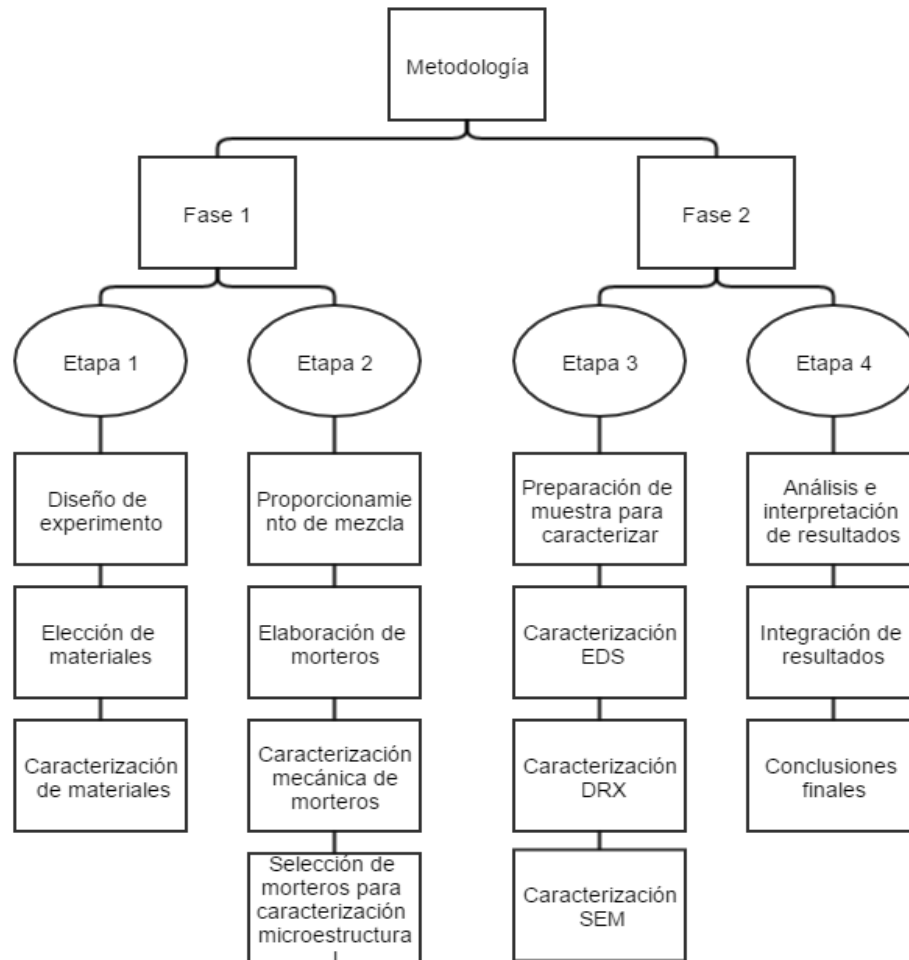 Metodología
Fase 1
Fase 2
Etapa 1
Etapa 2
Etapa 3
Etapa 4
Diseño de
experimento
Proporcionamie
nto de mezcla
Preparación de
muestra para
caracterizar
Análisis e
interpretación
de resultados
Elección de
materiales
Elaboración de
morteros
Caracterización
EDS
Integración de
resultados
Caracterización
de materiales
Caracterización
mecánica de
morteros
Caracterización
DRX
Conclusiones
finales
Selección de
morteros para
caracterización
microestructura
l
Caracterización
SEM